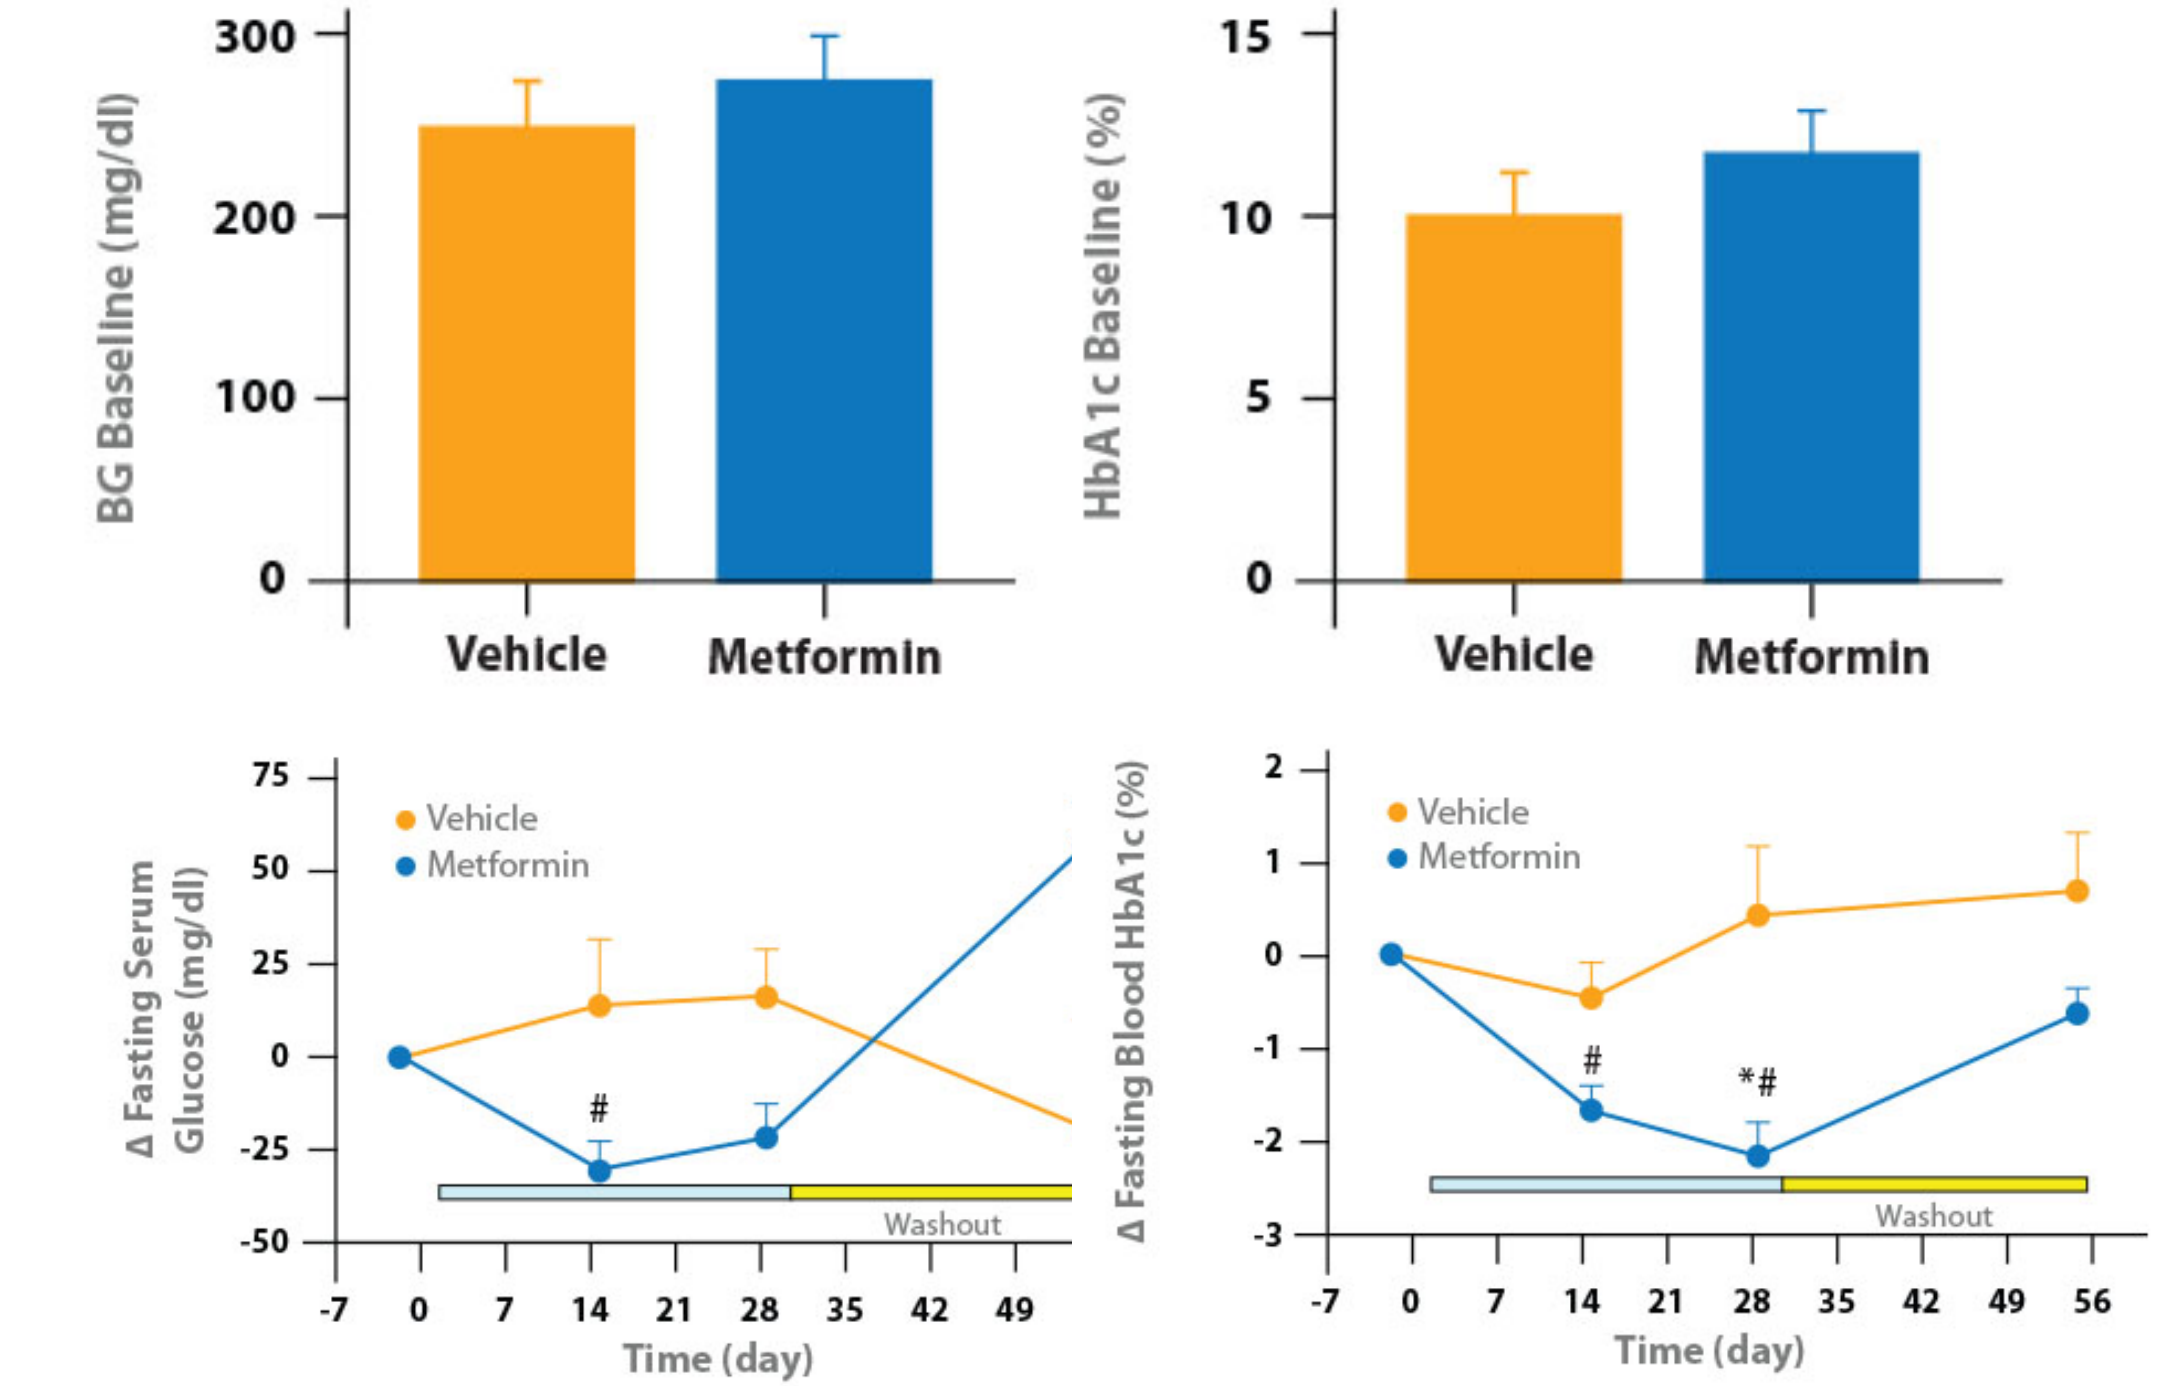 BG Baseline (mg/dl)
300
200
100
0
Vehicle
Metformin
HbA1c Baseline (%)
15
10
5
0
Vehicle
Metformin
Δ Fasting Serum
Glucose (mg/dl)
75
50
25
0
-25
-50
Vehicle
Metformin
#
Washout
-7 0 7 14 21 28 35 42 49
Time (day)
Δ Fasting Blood HbA1c (%)
2
1
0
-1
-2
-3
Vehicle
Metformin
#
*#
Washout
-7 0 7 14 21 28 35 42 49 56
Time (day)